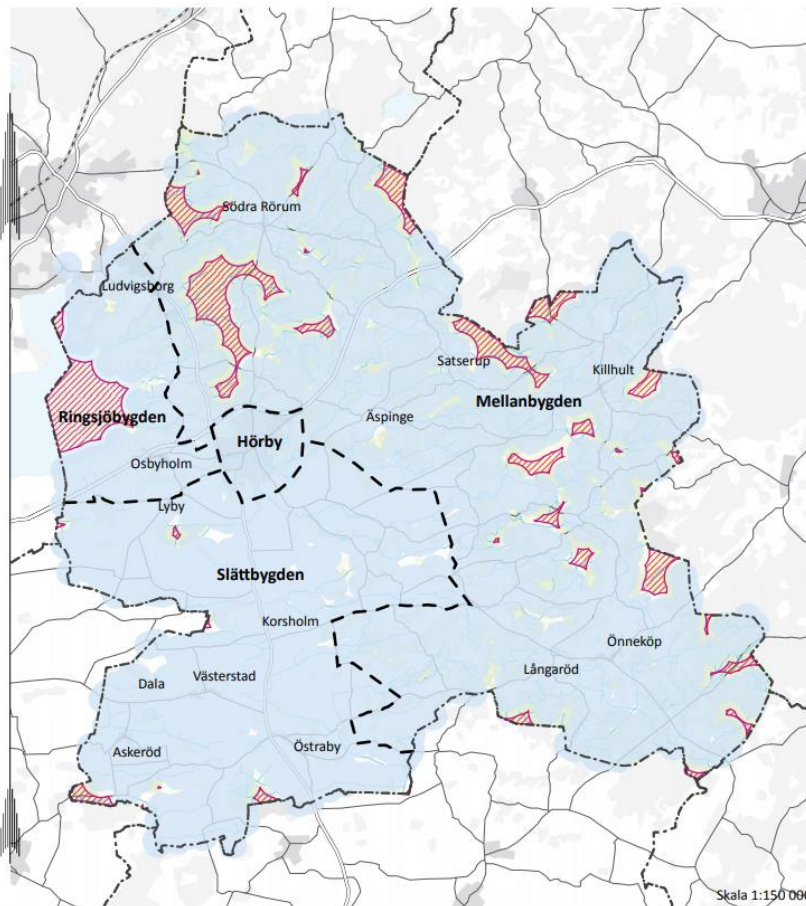 Södra Rörum
Ludvigsborg
Satserup
Killhult
Mellanbygden
Ringsjöbygden
Äspinge
Hörby
Osbyholm
Lyby
Slättbygden
Korsholm
Önneköp
Långaröd
Västerstad
Dala
Östraby
Askeröd
Skala 1:150 000